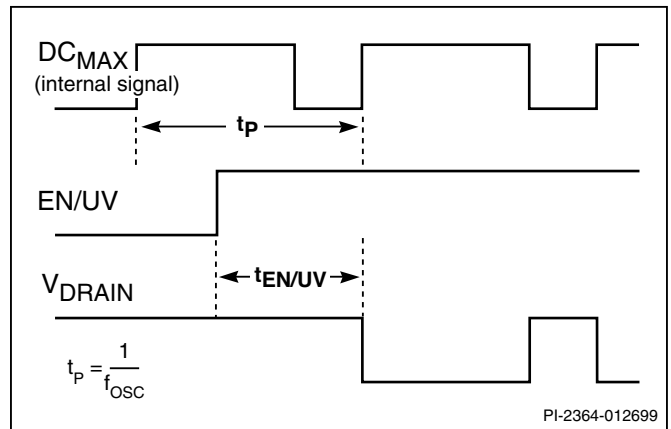 DCMAX
(internal signal)
tP
EN/UV
tEN/UV
VDRAIN
tP = 1/fOSC
PI-2364-012699